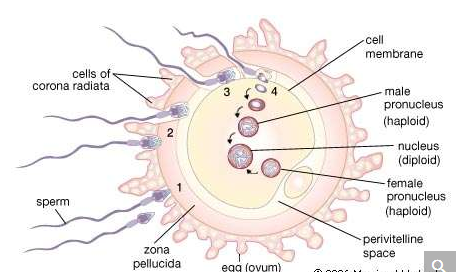 cell
membrane
cells of
corona radiata
3
4
male
pronucleus
(haploid)
2
nucleus
(diploid)
1
female
pronucleus
(haploid)
sperm
zona
pellucida
perivitelline
space
egg (ovum)